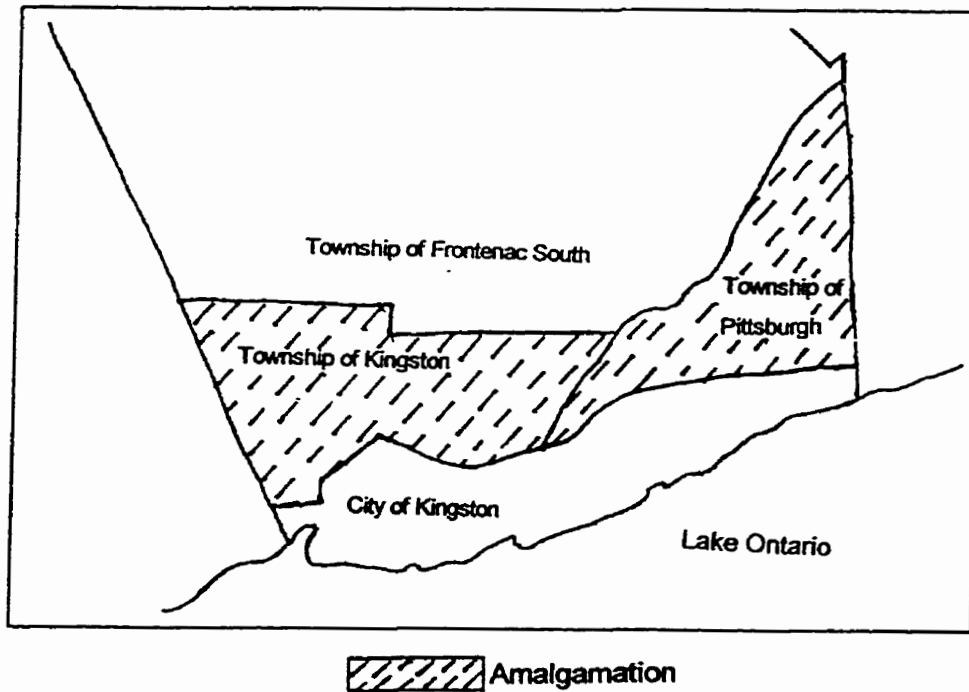 Township of Frontenac South
Township of
Pittsburgh
Township of Kingston
City of Kingston
Lake Ontario
Amalgamation